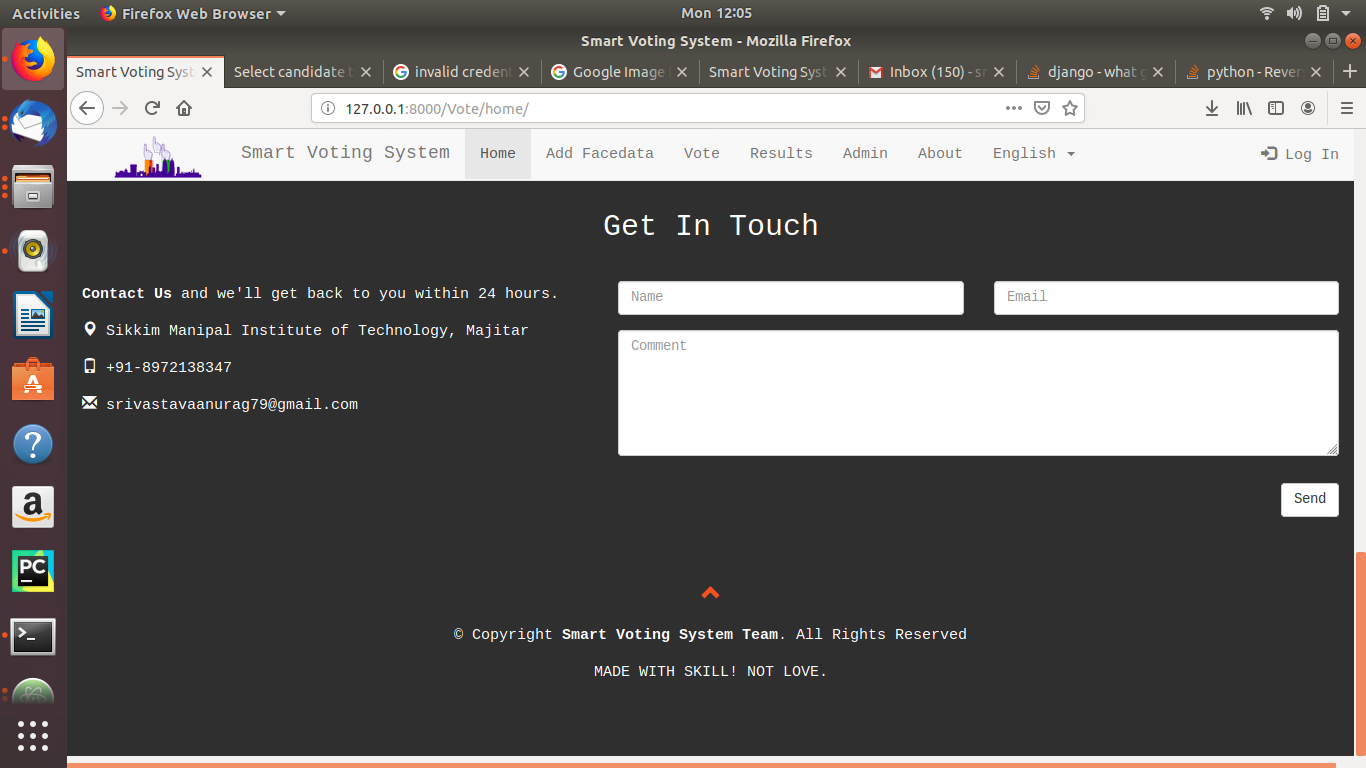 Activities
Firefox Web Browser
Mon 12:05
Smart Voting System - Mozilla Firefox
Smart Voting Syst
Select candidate t
invalid credent
Google Image
Smart Voting Syst
Inbox (150) - sr
django - what
python - Rever
127.0.0.1:8000/Vote/home/
Smart Voting System
Home
Add Facedata
Vote
Results
Admin
About
English
Log In
Get In Touch
Contact Us and we'll get back to you within 24 hours.
Name
Email
Sikkim Manipal Institute of Technology, Majitar
Comment
+91-8972138347
srivastavaanurag79@gmail.com
Send
© Copyright Smart Voting System Team. All Rights Reserved
MADE WITH SKILL! NOT LOVE.